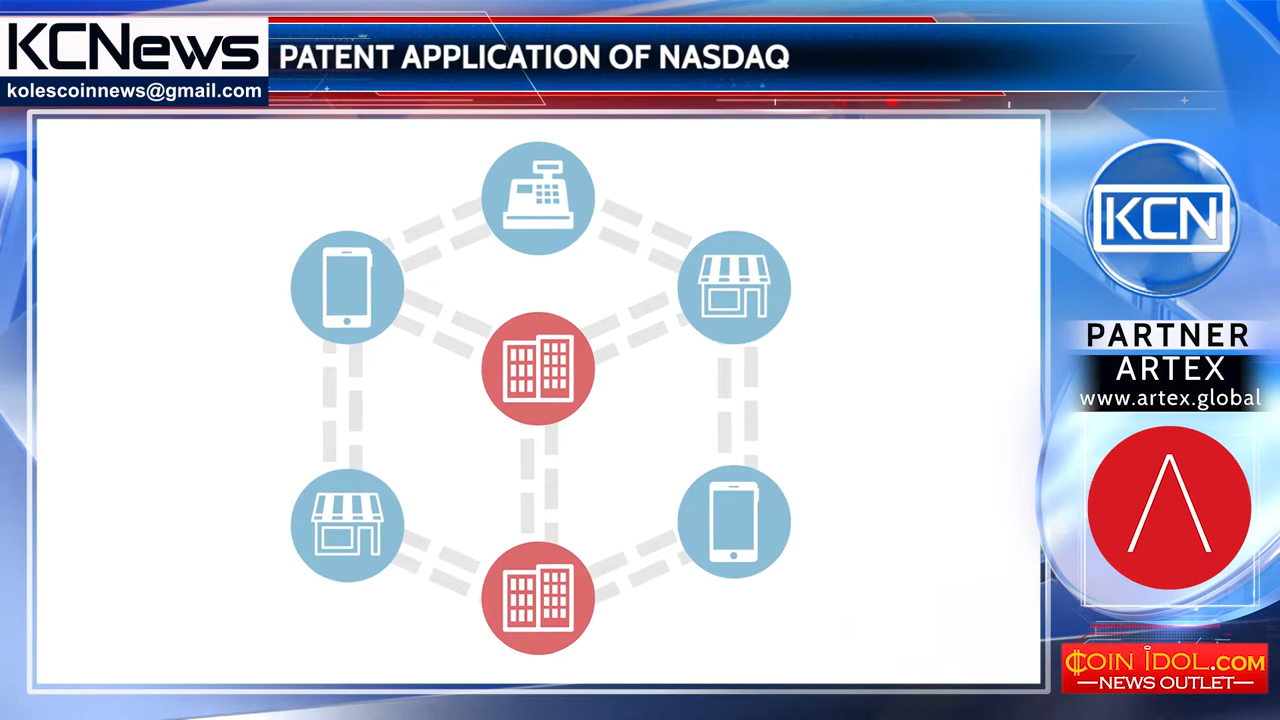 KCNews
kolescoinnews@gmail.com
PATENT APPLICATION OF NASDAQ
KCN
PARTNER
ARTEX
www.artex.global
COIN IDOL.COM
NEWS OUTLET